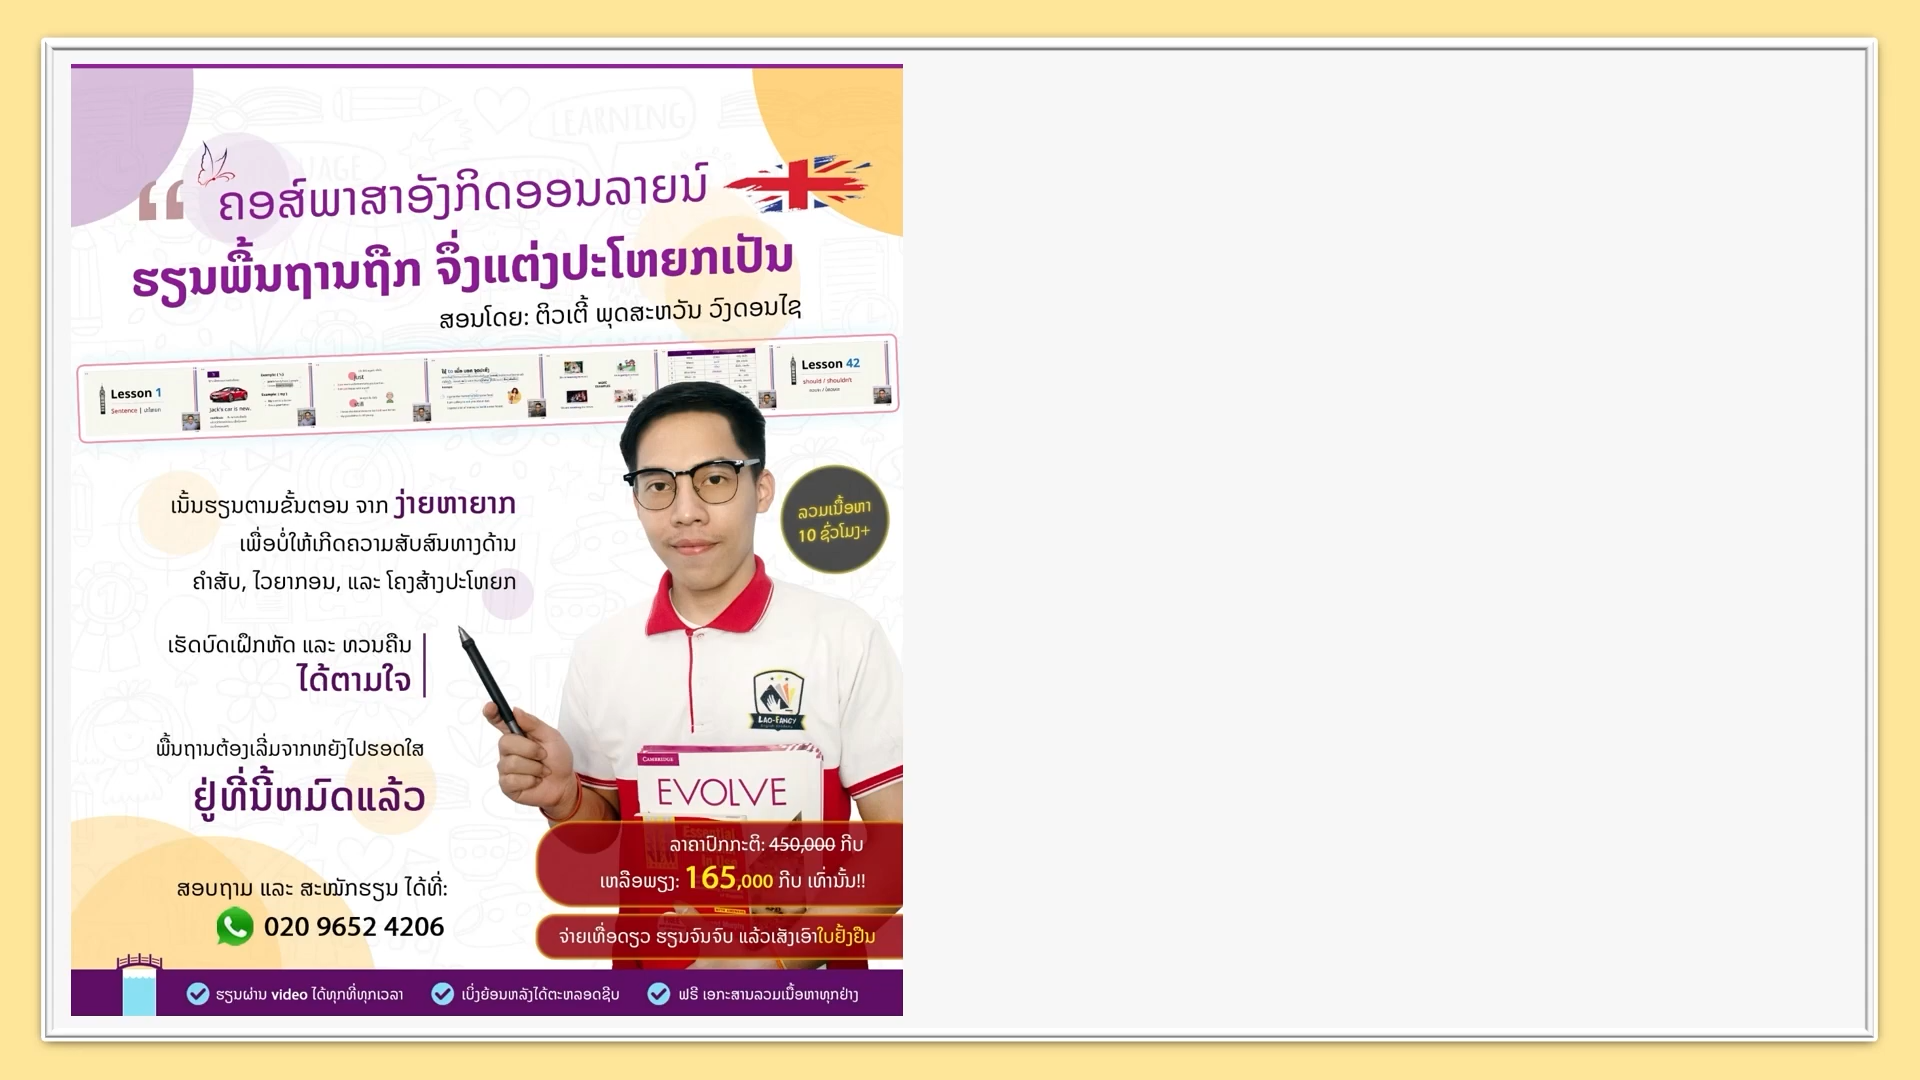 LEARNING
“ ຄອສ໌ພາສາອັງກິດອອນລາຍນ໌
ຮຽນພື້ນຖານຖືກ ຈຶ່ງແຕ່ງປະໂຫຍກເປັນ
ສອນໂດຍ: ຕິວເຕີ້ ພຸດສະຫວັນ ວົງດອນໄຊ
Lesson 1
Sentence | ປະໂຫຍກ
Jack's car is new.
Lesson 42
should / shouldn't
ເນັ້ນຮຽນຕາມຂັ້ນຕອນ ຈາກ ງ່າຍຫາຍາກ
ເພື່ອບໍ່ໃຫ້ເກີດຄວາມສັບສົນທາງດ້ານ
ຄຳສັບ, ໄວຍາກອນ, ແລະ ໂຄງສ້າງປະໂຫຍກ
ລວມເນື້ອຫາ
10 ຊົ່ວໂມງ+
ເຮັດບົດເຝິກຫັດ ແລະ ທວນຄືນ
ໄດ້ຕາມໃຈ
LAO-FANCY
ພື້ນຖານຕ້ອງເລີ່ມຈາກຫຍັງໄປຮອດໃສ
ຢູ່ທີ່ນີ້ຫມົດແລ້ວ
CAMBRIDGE
EVOLVE
Essential
ລາຄາປົກກະຕິ: 450,000 ກີບ
ເຫລືອພຽງ: 165,000 ກີບ ເທົ່ານັ້ນ!!
ສອບຖາມ ແລະ ສະໝັກຮຽນ ໄດ້ທີ່:
020 9652 4206
ຈ່າຍເທື່ອດຽວ ຮຽນຈົນຈົບ ແລ້ວເສັງເອົາໃບຢັ້ງຢືນ
ຮຽນຜ່ານ video ໄດ້ທຸກທີ່ທຸກເວລາ
ເບິ່ງຍ້ອນຫລັງໄດ້ຕະຫລອດຊີບ
ຟຣີ ເອກະສານລວມເນື້ອຫາທຸກຢ່າງ